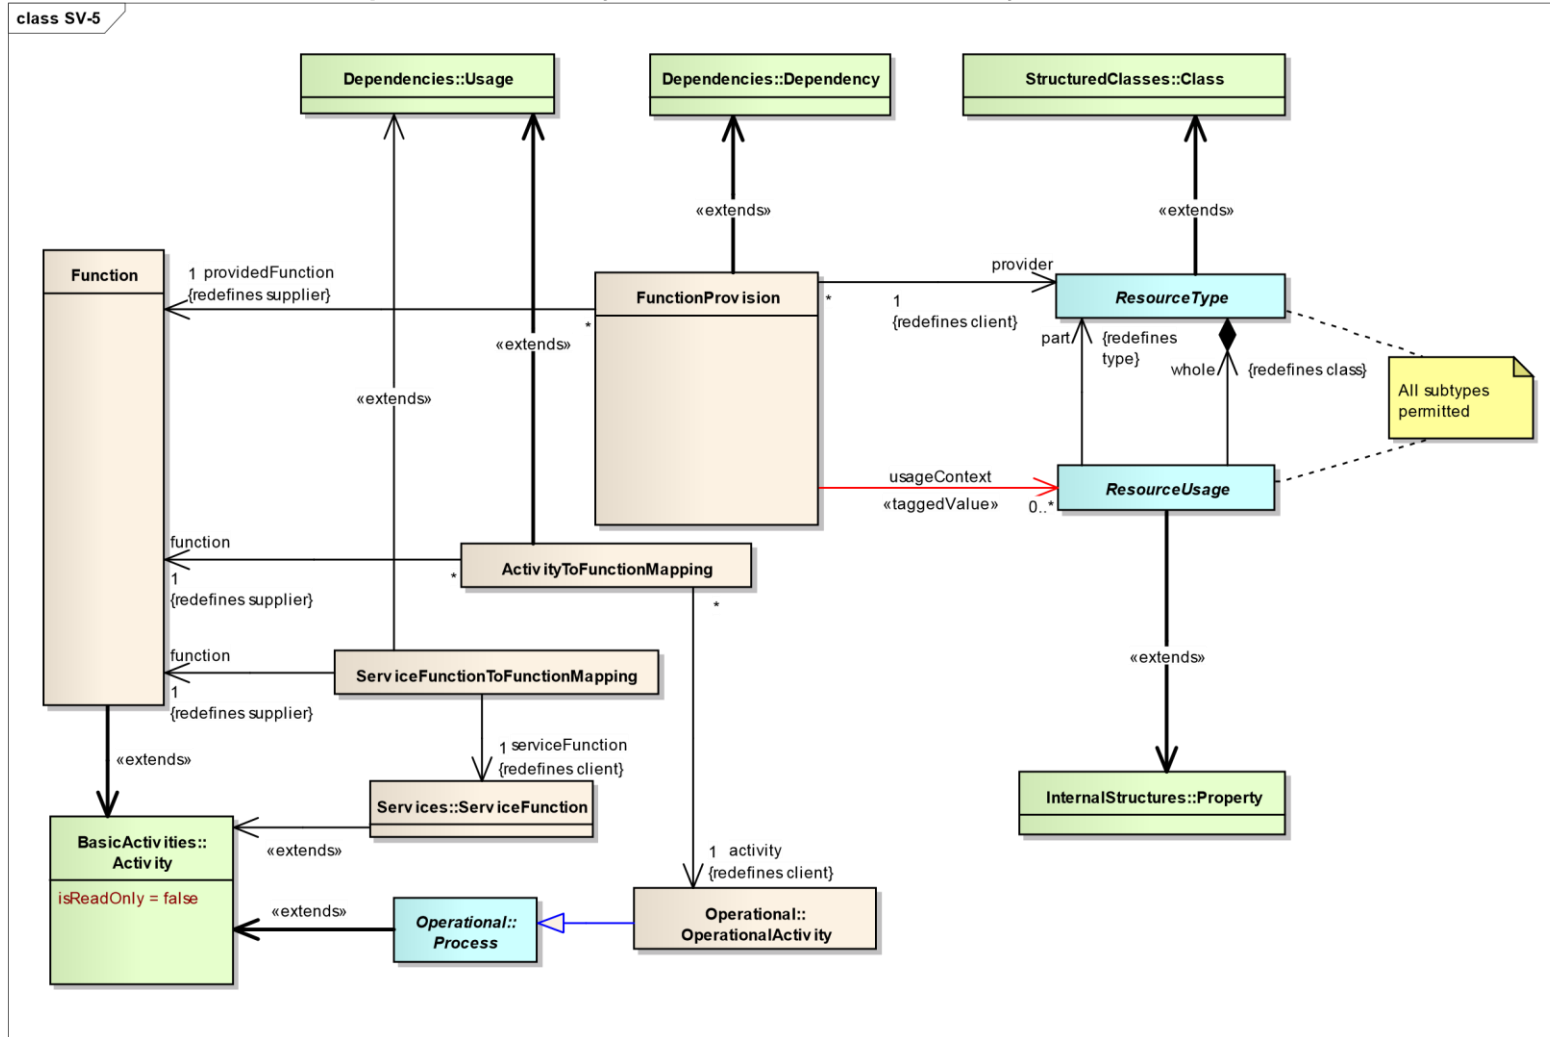 class SV-5
Dependencies::Usage
Dependencies::Dependency
StructuredClasses::Class
«extends»
«extends»
Function
1 providedFunction
{redefines supplier}
*
FunctionProvision
provider
*
1
{redefines client}
ResourceType
«extends»
part
{redefines
type}
whole
{redefines class}
All subtypes
permitted
«extends»
usageContext
«taggedValue»
0..*
ResourceUsage
function
1
{redefines supplier}
*
ActivityToFunctionMapping
*
function
1
{redefines supplier}
ServiceFunctionToFunctionMapping
«extends»
«extends»
1 serviceFunction
{redefines client}
Services::ServiceFunction
InternalStructures::Property
BasicActivities::
Activity
isReadOnly = false
«extends»
1 activity
{redefines client}
«extends»
Operational::
Process
Operational::
OperationalActivity